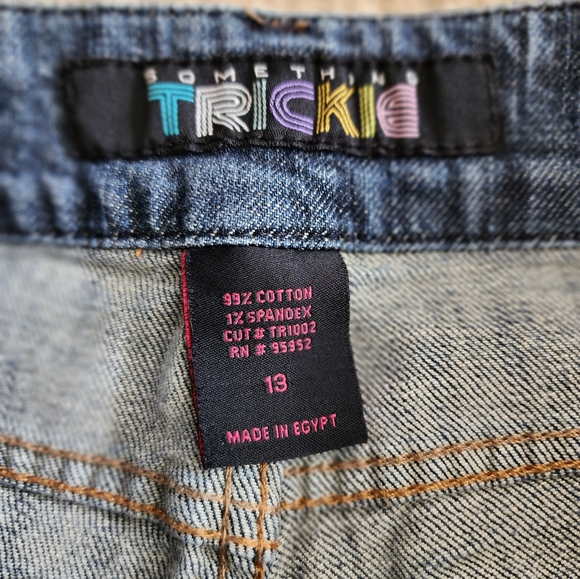 SOMETHING
TRICKIE
99% COTTON
1% SPANDEX
CUT# TR1002
RN # 95952
13
MADE IN EGYPT